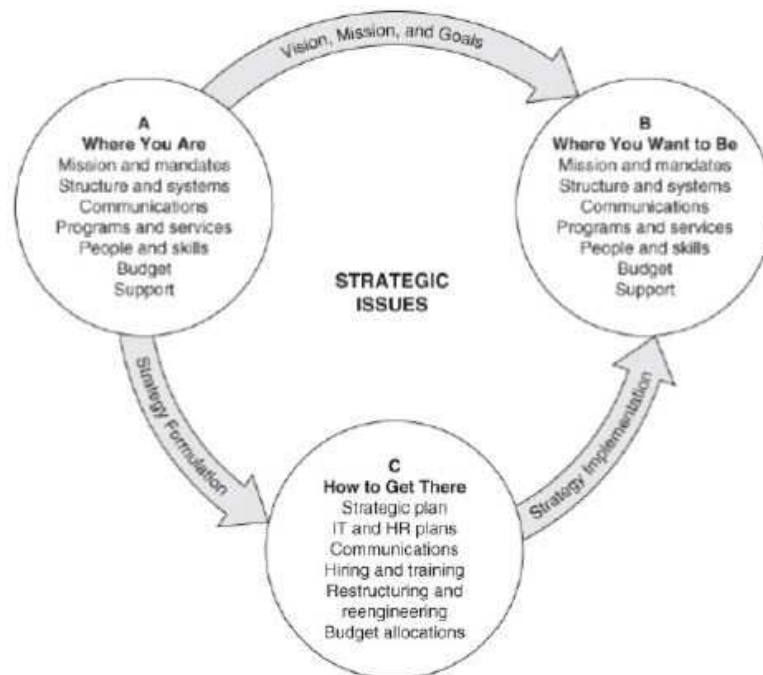 Vision, Mission, and Goals
A
Where You Are
Mission and mandates
Structure and systems
Communications
Programs and services
People and skills
Budget
Support
B
Where You Want to Be
Mission and mandates
Structure and systems
Communications
Programs and services
People and skills
Budget
Support
STRATEGIC
ISSUES
Strategy Formulation
C
How to Get There
Strategic plan
IT and HR plans
Communications
Hiring and training
Restructuring and
reengineering
Budget allocations
Strategy Implementation